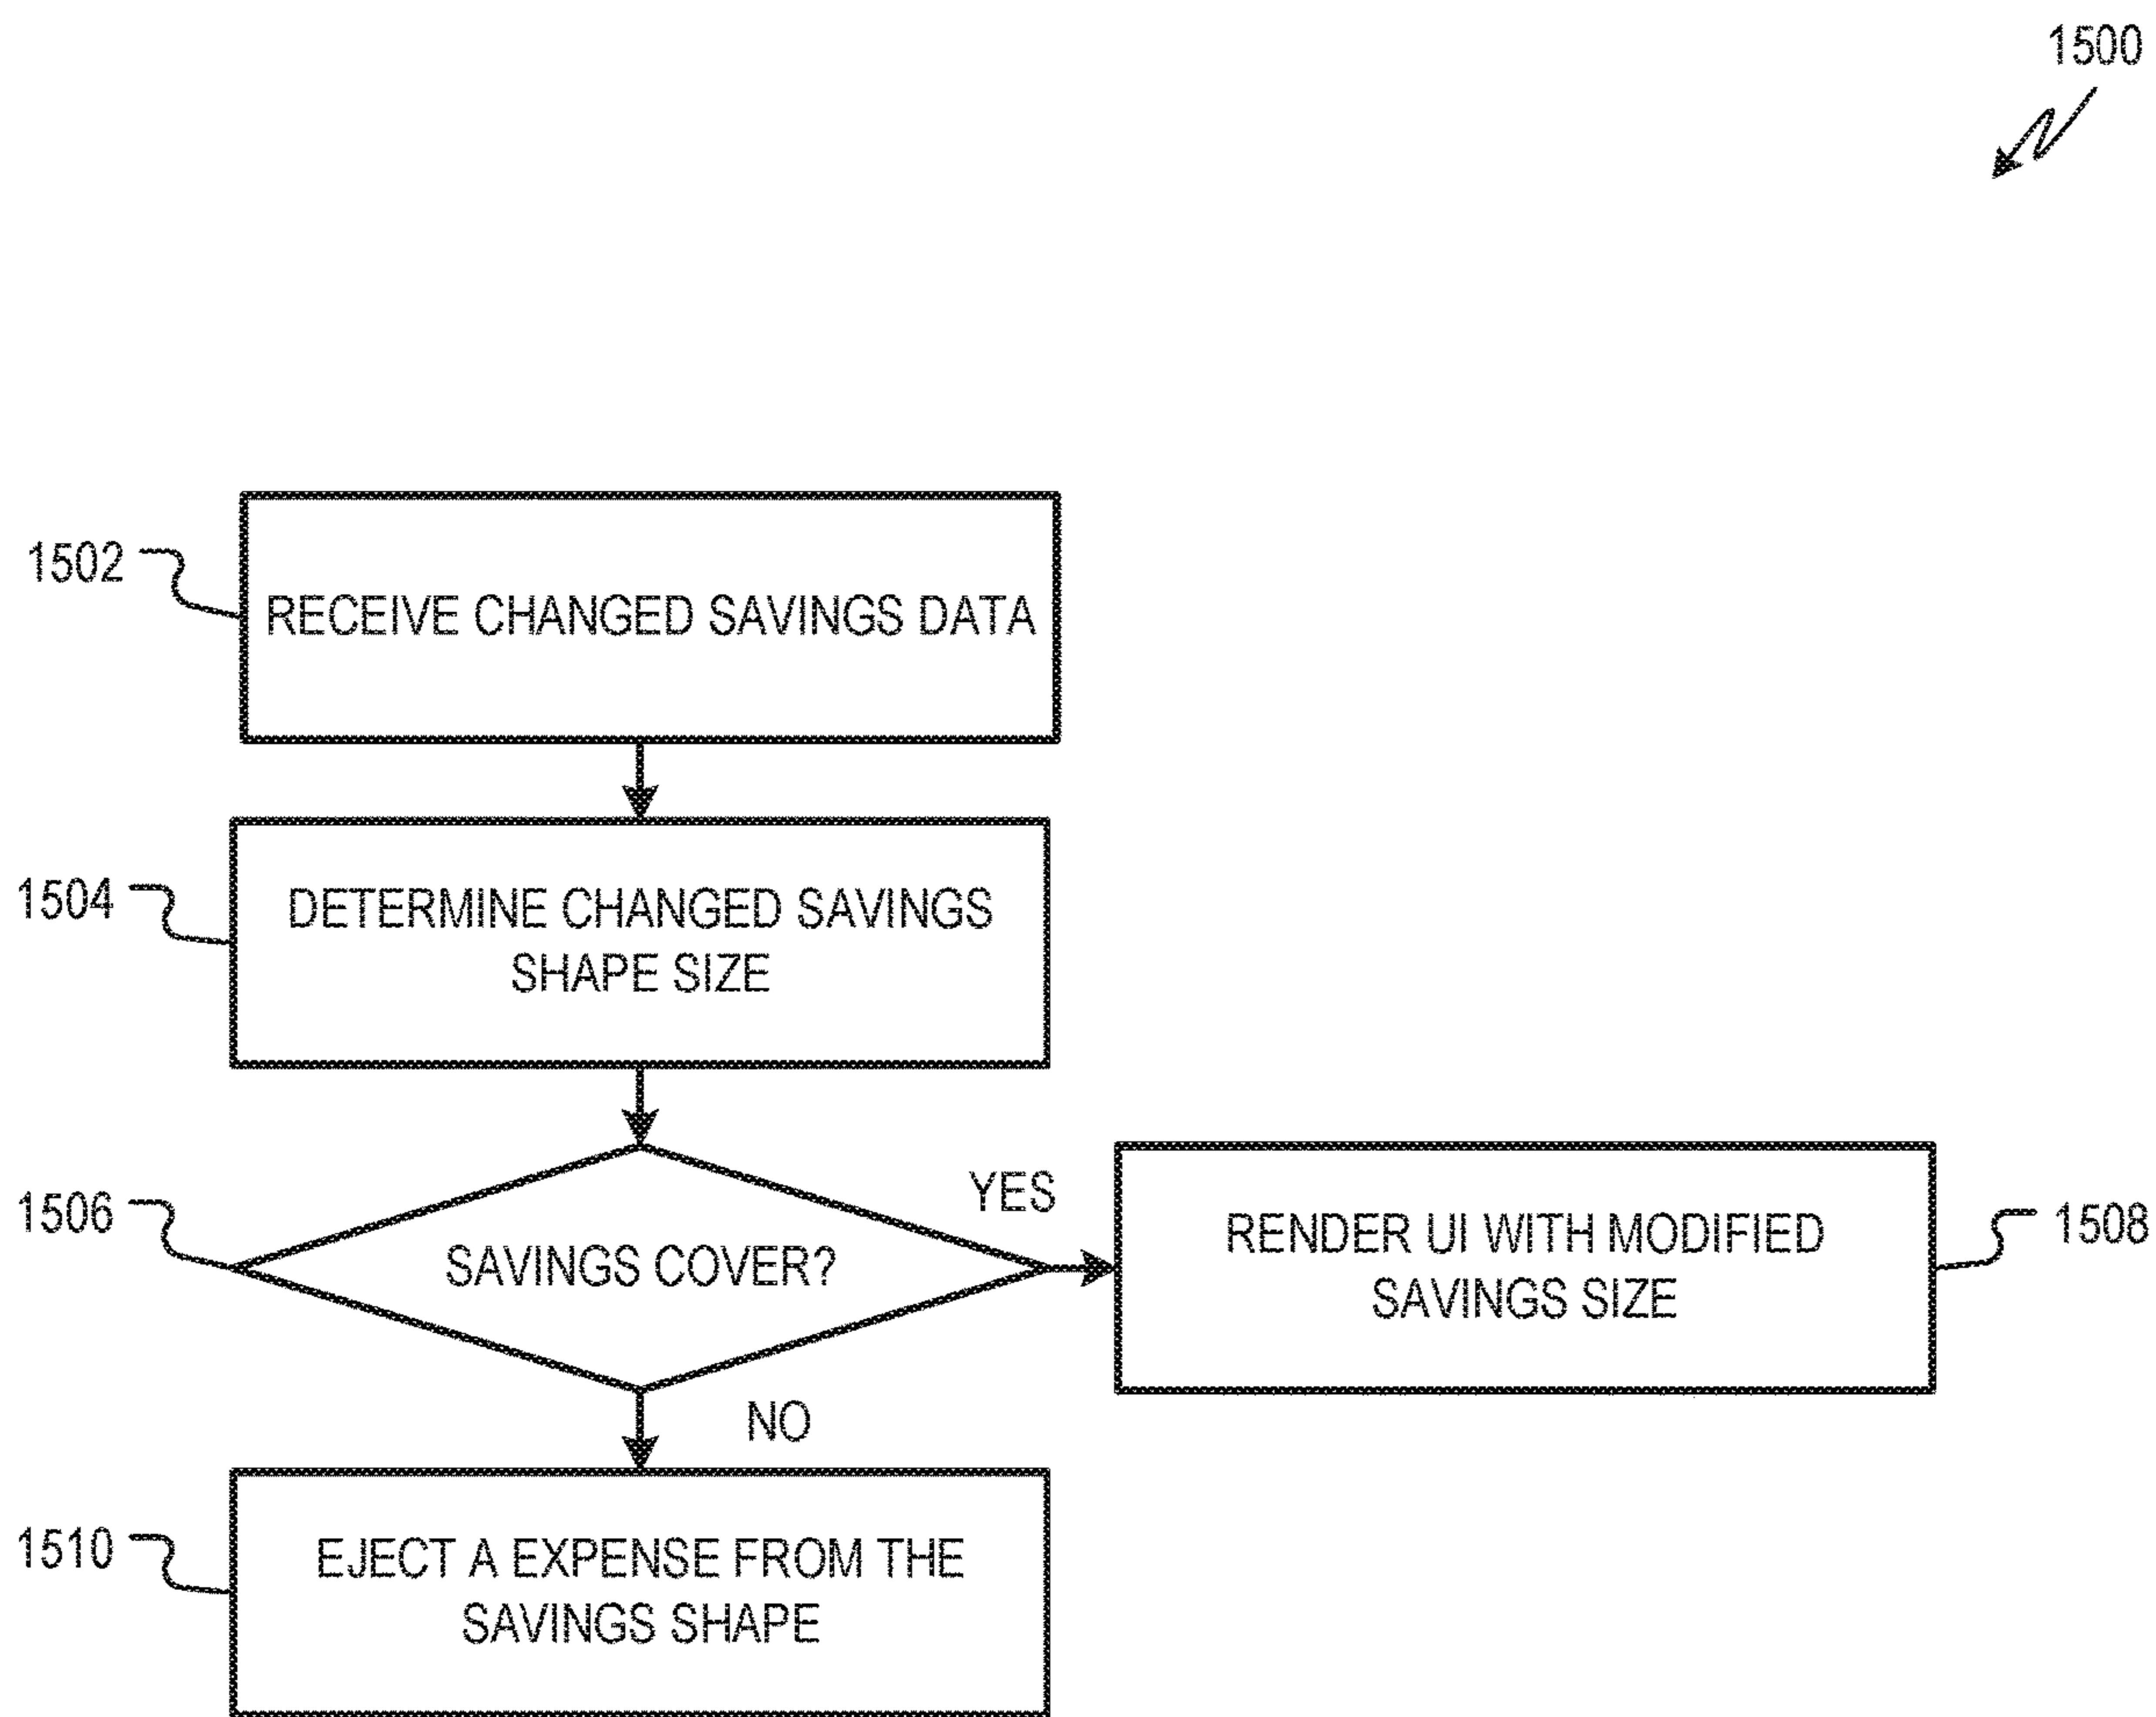 1500
1502
RECEIVE CHANGED SAVINGS DATA
1504
DETERMINE CHANGED SAVINGS
SHAPE SIZE
1506
SAVINGS COVER?
YES
RENDER UI WITH MODIFIED
SAVINGS SIZE
1508
NO
1510
EJECT A EXPENSE FROM THE
SAVINGS SHAPE